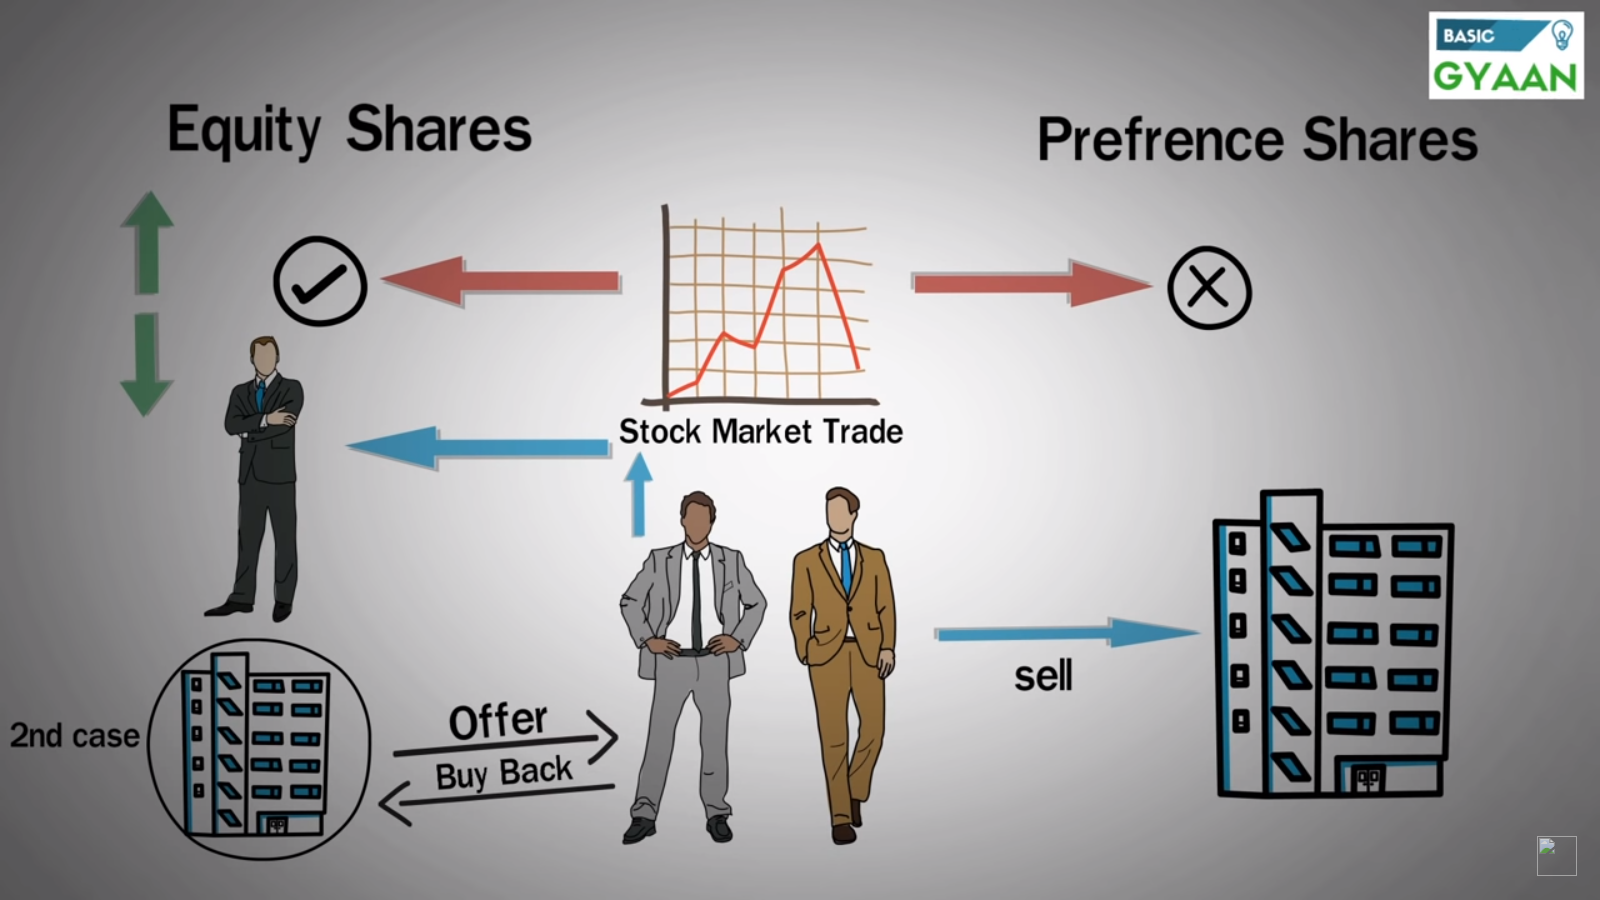 BASIC
GYAAN
Equity Shares
Prefrence Shares
Stock Market Trade
sell
2nd case
Offer
Buy Back